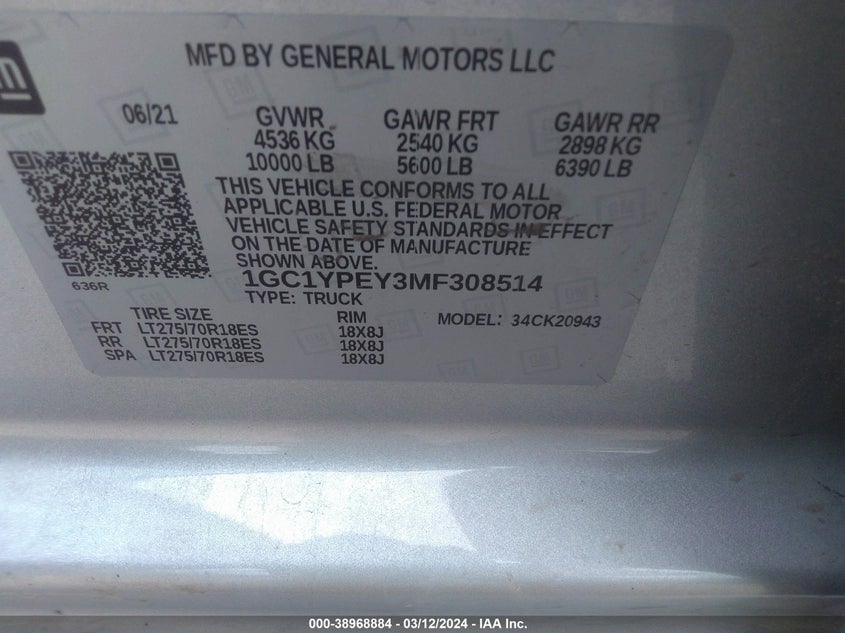 MFD BY GENERAL MOTORS LLC
06/21 GVWR GAWR FRT GAWR RR
4536 KG 2540 KG 2898 KG
10000 LB 5600 LB 6390 LB
THIS VEHICLE CONFORMS TO ALL
APPLICABLE U.S. FEDERAL MOTOR
VEHICLE SAFETY STANDARDS IN EFFECT
ON THE DATE OF MANUFACTURE
SHOWN ABOVE.
636R
1GC1YPEY3MF308514
TYPE: TRUCK
TIRE SIZE RIM MODEL: 34CK20943
FRT LT275/70R18ES 18X8J
RR LT275/70R18ES 18X8J
SPA LT275/70R18ES 18X8J
000-38968884 - 03/12/2024 - IAA Inc.